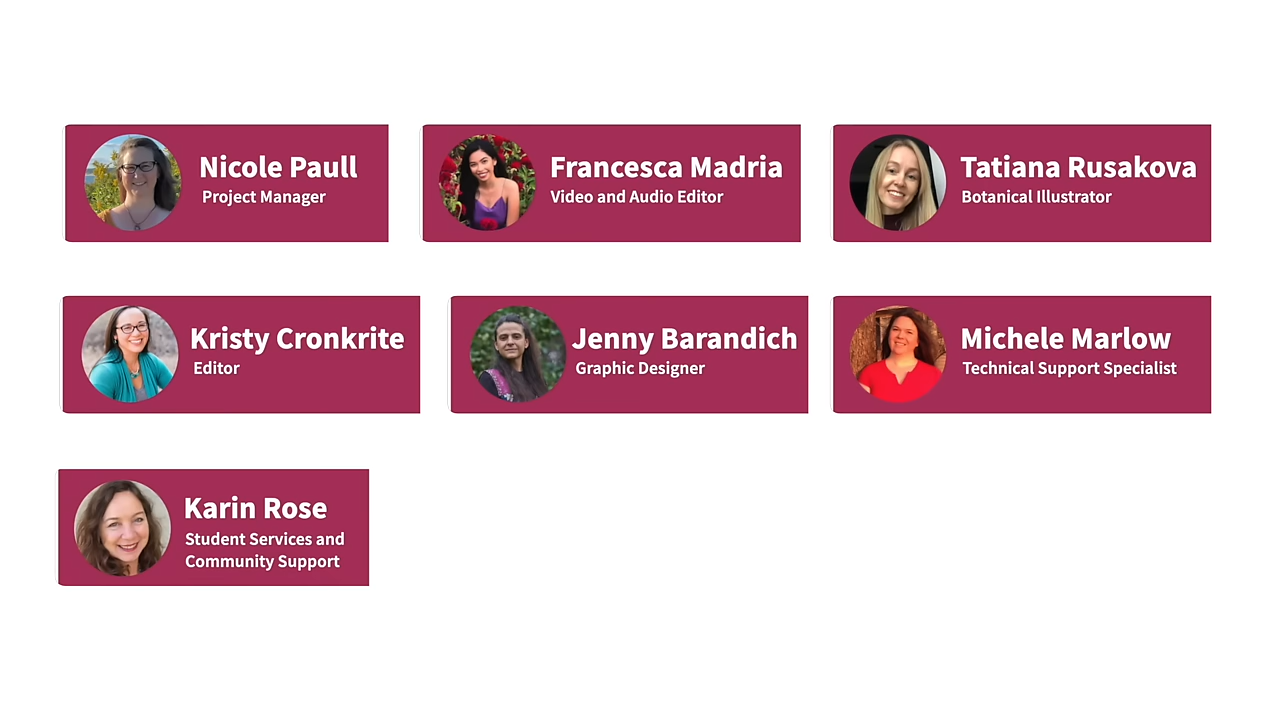 Nicole Paull
Project Manager
Francesca Madria
Video and Audio Editor
Tatiana Rusakova
Botanical Illustrator
Kristy Cronkrite
Editor
Jenny Barandich
Graphic Designer
Michele Marlow
Technical Support Specialist
Karin Rose
Student Services and
Community Support